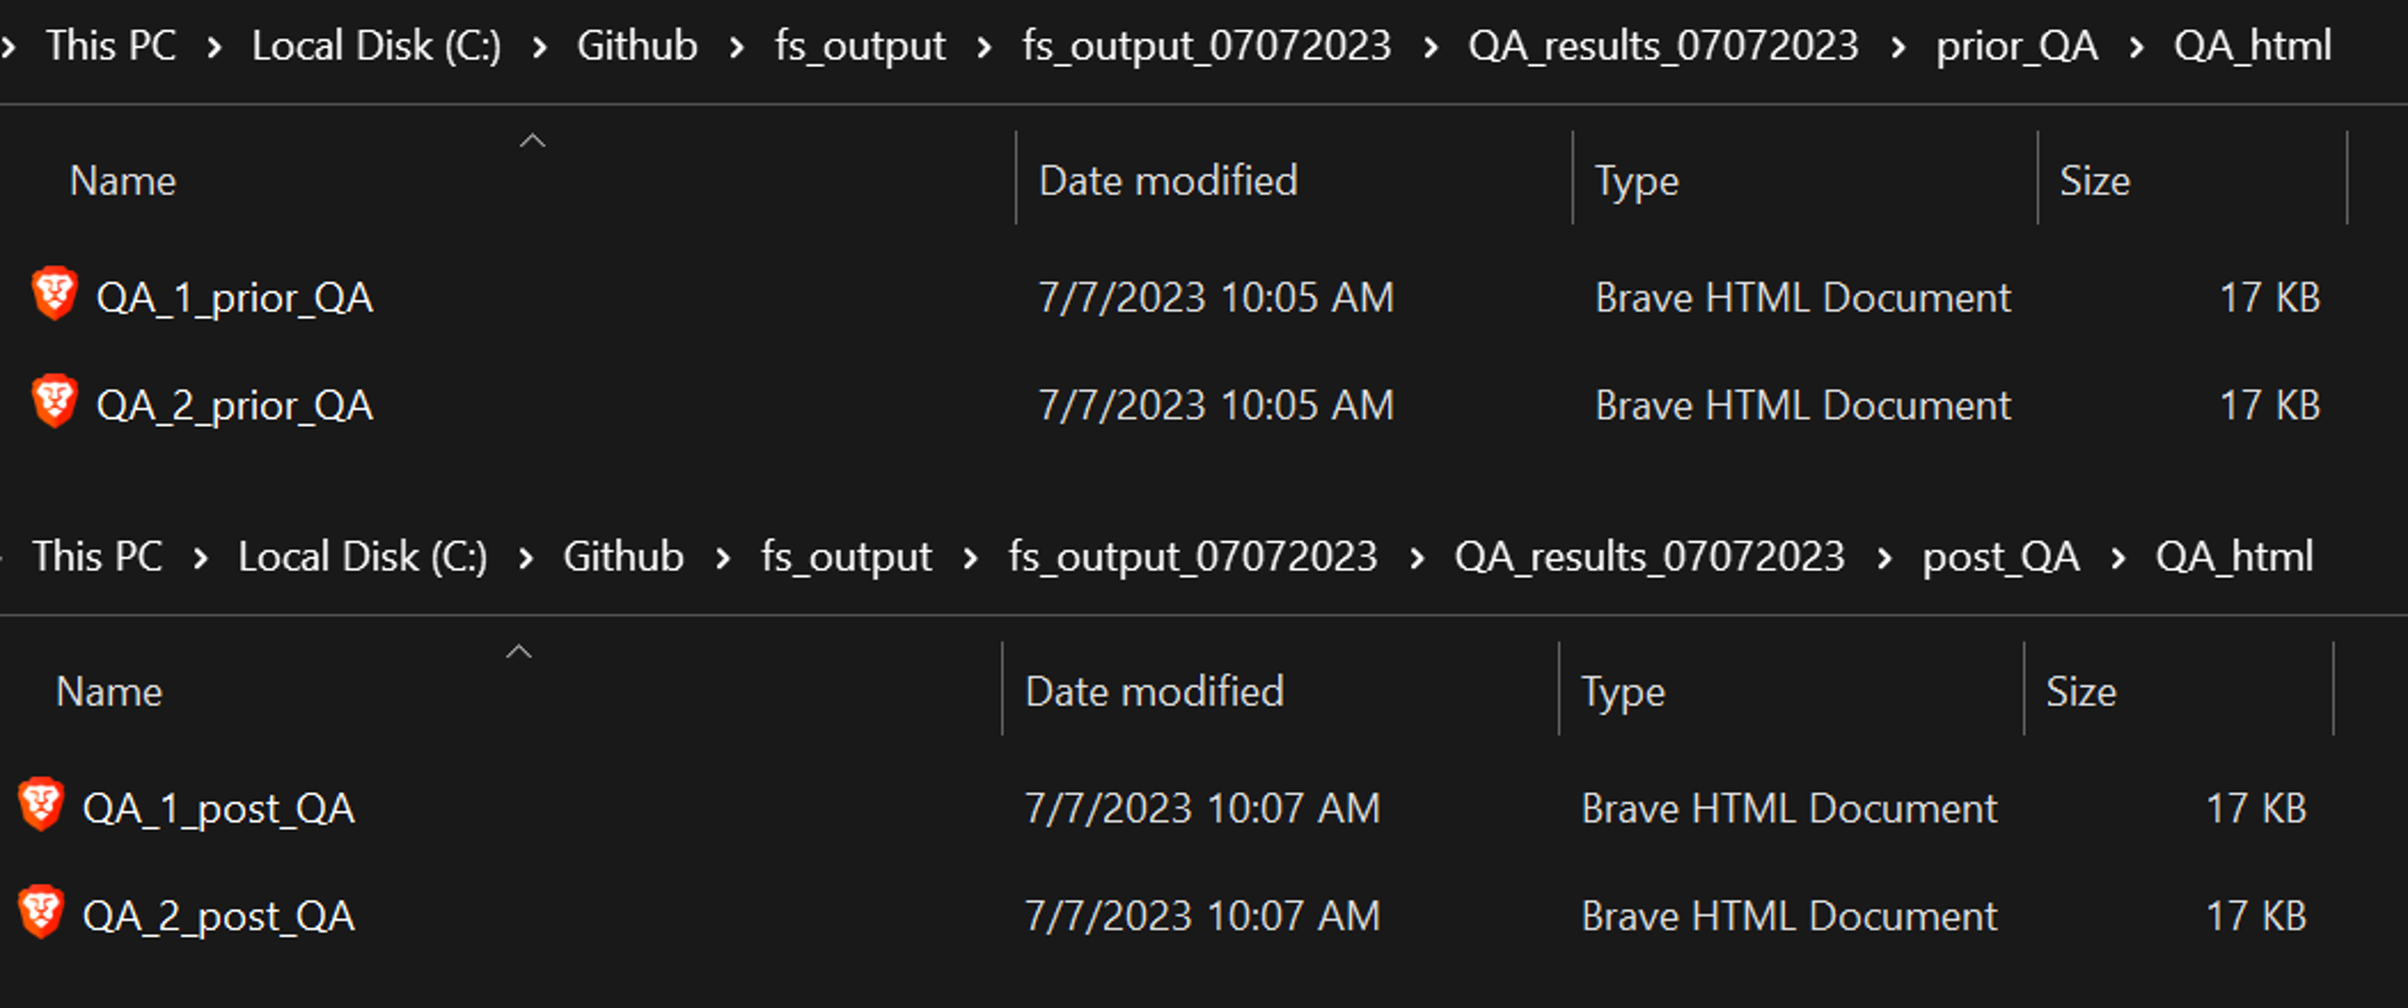 This PC > Local Disk (C:) > Github > fs_output > fs_output_07072023 > QA_results_07072023 > prior_QA > QA_html
Name Date modified Type Size
QA_1_prior_QA 7/7/2023 10:05 AM Brave HTML Document 17 KB
QA_2_prior_QA 7/7/2023 10:05 AM Brave HTML Document 17 KB
This PC > Local Disk (C:) > Github > fs_output > fs_output_07072023 > QA_results_07072023 > post_QA > QA_html
Name Date modified Type Size
QA_1_post_QA 7/7/2023 10:07 AM Brave HTML Document 17 KB
QA_2_post_QA 7/7/2023 10:07 AM Brave HTML Document 17 KB